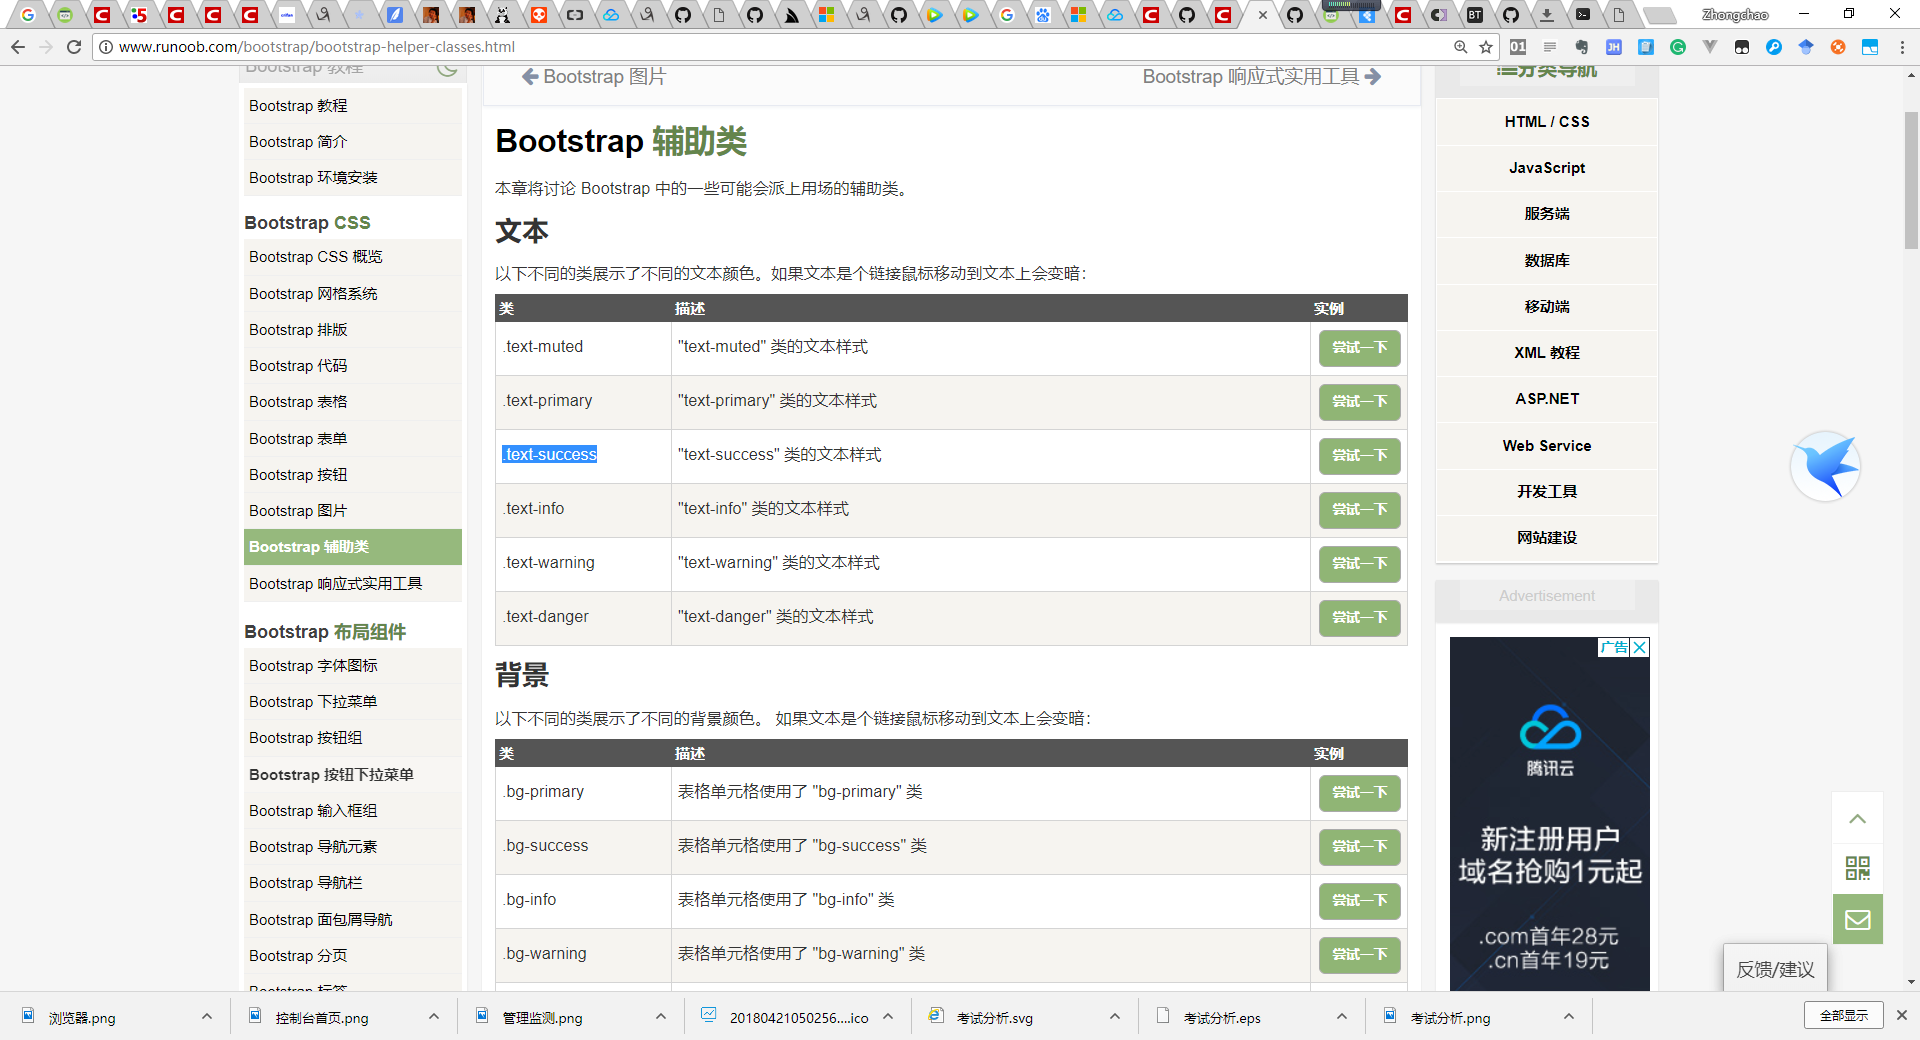 Zhongchao
www.runoob.com/bootstrap/bootstrap-helper-classes.html
Bootstrap 教程
Bootstrap 教程
Bootstrap 简介
Bootstrap 环境安装
Bootstrap CSS
Bootstrap CSS 概览
Bootstrap 网格系统
Bootstrap 排版
Bootstrap 代码
Bootstrap 表格
Bootstrap 表单
Bootstrap 按钮
Bootstrap 图片
Bootstrap 辅助类
Bootstrap 响应式实用工具
Bootstrap 布局组件
Bootstrap 字体图标
Bootstrap 下拉菜单
Bootstrap 按钮组
Bootstrap 按钮下拉菜单
Bootstrap 输入框组
Bootstrap 导航元素
Bootstrap 导航栏
Bootstrap 面包屑导航
Bootstrap 分页
Bootstrap 标签
Bootstrap 图片
Bootstrap 响应式实用工具
Bootstrap 辅助类
本章将讨论 Bootstrap 中的一些可能会派上用场的辅助类。
文本
以下不同的类展示了不同的文本颜色。如果文本是个链接鼠标移动到文本上会变暗：
类 描述 实例
.text-muted "text-muted" 类的文本样式 尝试一下
.text-primary "text-primary" 类的文本样式 尝试一下
.text-success "text-success" 类的文本样式 尝试一下
.text-info "text-info" 类的文本样式 尝试一下
.text-warning "text-warning" 类的文本样式 尝试一下
.text-danger "text-danger" 类的文本样式 尝试一下
背景
以下不同的类展示了不同的背景颜色。 如果文本是个链接鼠标移动到文本上会变暗：
类 描述 实例
.bg-primary 表格单元格使用了 "bg-primary" 类 尝试一下
.bg-success 表格单元格使用了 "bg-success" 类 尝试一下
.bg-info 表格单元格使用了 "bg-info" 类 尝试一下
.bg-warning 表格单元格使用了 "bg-warning" 类 尝试一下
分类导航
HTML / CSS
JavaScript
服务端
数据库
移动端
XML 教程
ASP.NET
Web Service
开发工具
网站建设
Advertisement
广告
腾讯云
新注册用户
域名抢购1元起
.com首年28元
.cn首年19元
反馈/建议
浏览器.png
控制台首页.png
管理监测.png
20180421050256....ico
考试分析.svg
考试分析.eps
考试分析.png
全部显示